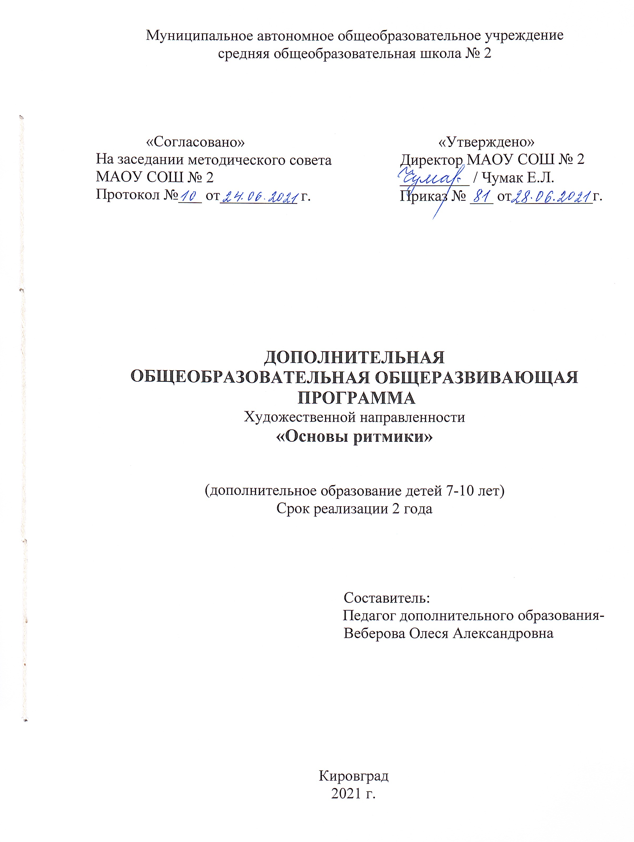 Муниципальное автономное общеобразовательное учреждение
средняя общеобразовательная школа № 2
«Согласовано»
На заседании методического совета
МАОУ СОШ № 2
Протокол № 10 от 24.06.2021 г.
«Утверждено»
Директор МАОУ СОШ № 2
Чумак / Чумак Е.Л.
Приказ № 81 от 28.06.2021 г.
ДОПОЛНИТЕЛЬНАЯ
ОБЩЕОБРАЗОВАТЕЛЬНАЯ ОБЩЕРАЗВИВАЮЩАЯ
ПРОГРАММА
Художественной направленности
«Основы ритмики»
(дополнительное образование детей 7-10 лет)
Срок реализации 2 года
Составитель:
Педагог дополнительного образования-
Веберова Олеся Александровна
Кировград
2021 г.